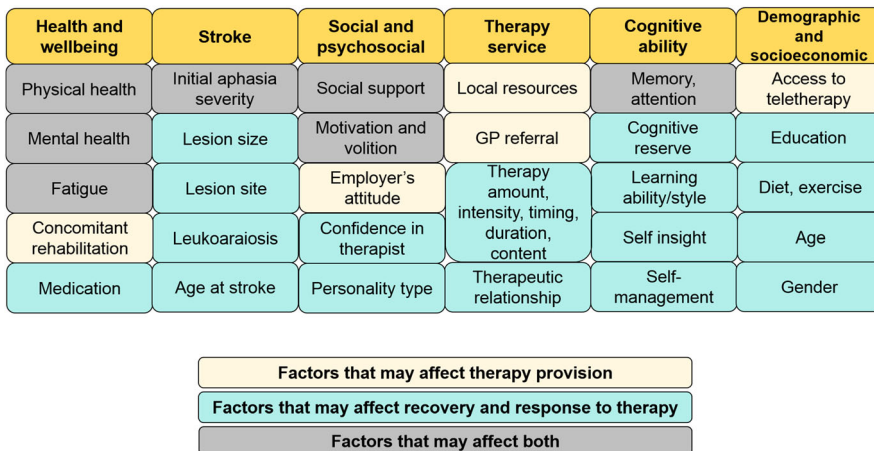 Health and
wellbeing
Stroke
Social and
psychosocial
Therapy
service
Cognitive
ability
Demographic
and
socioeconomic
Physical health
Initial aphasia
severity
Social support
Local resources
Memory,
attention
Access to
teletherapy
Mental health
Lesion size
Motivation and
volition
GP referral
Cognitive
reserve
Education
Fatigue
Lesion site
Employer's
attitude
Therapy
amount,
intensity, timing,
duration,
content
Learning
ability/style
Diet, exercise
Concomitant
rehabilitation
Leukoaraiosis
Confidence in
therapist
Self insight
Age
Medication
Age at stroke
Personality type
Therapeutic
relationship
Self-
management
Gender
Factors that may affect therapy provision
Factors that may affect recovery and response to therapy
Factors that may affect both